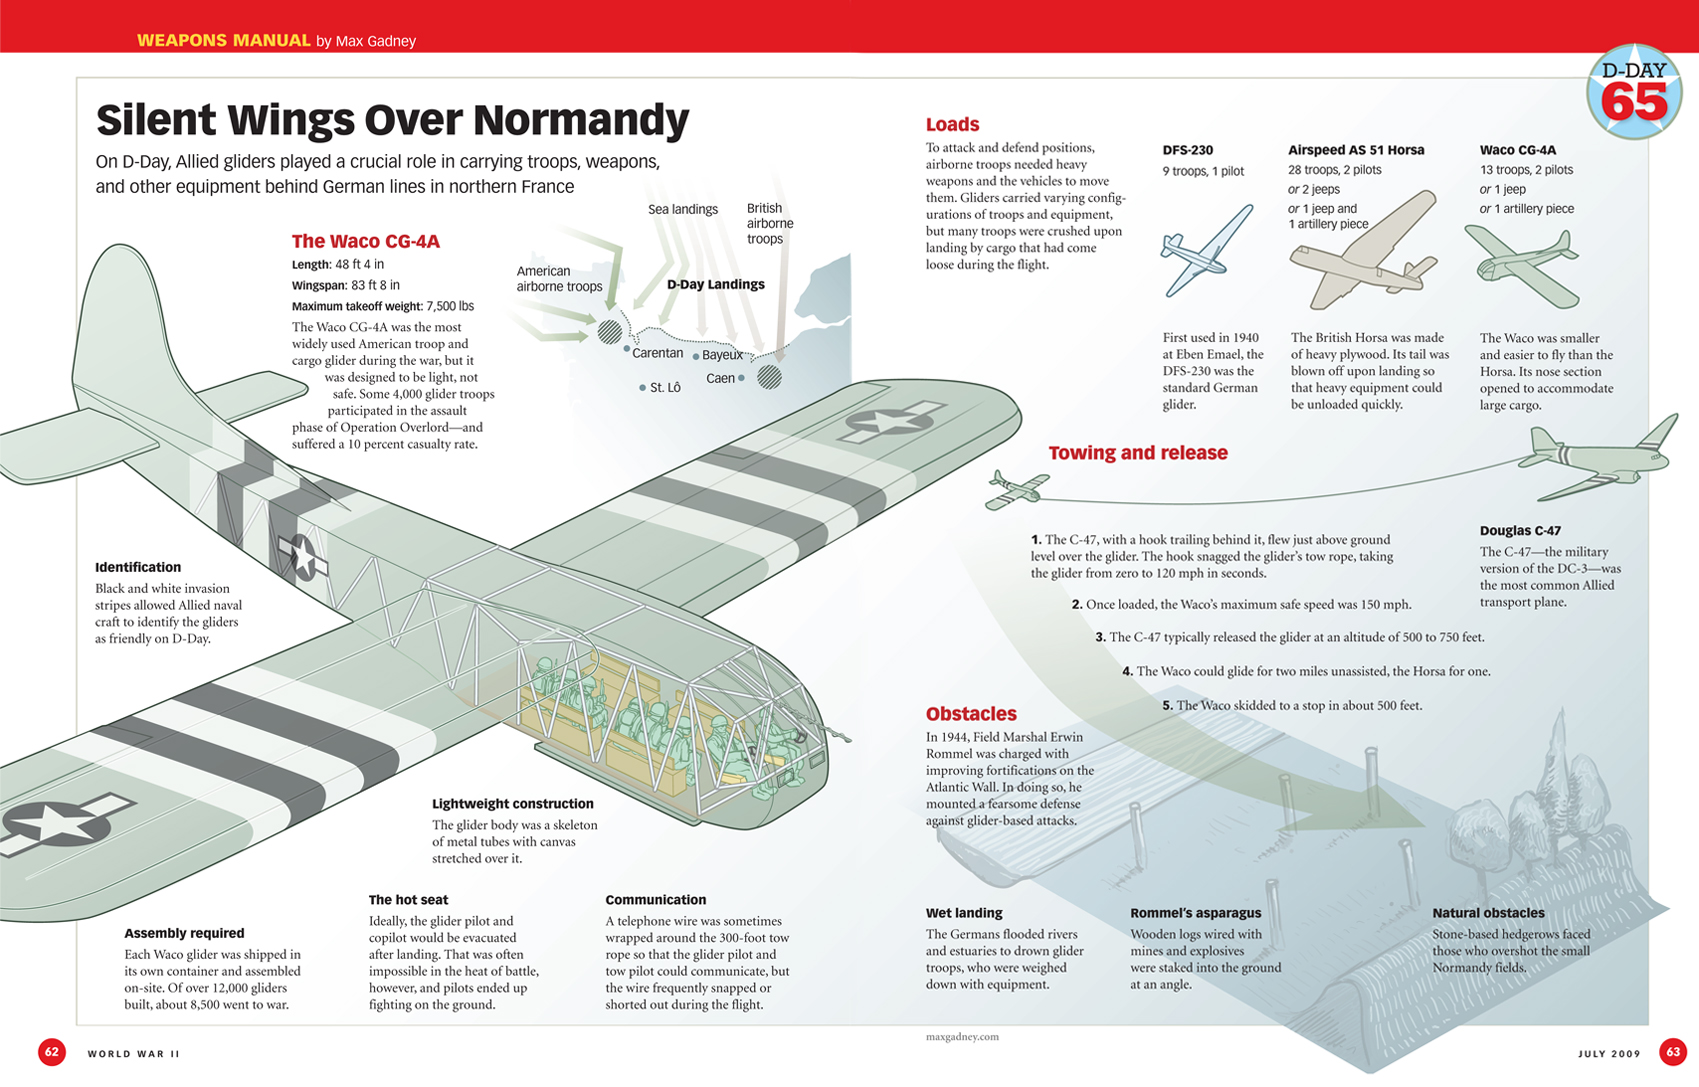 WEAPONS MANUAL by Max Gadney
D-DAY
65
Silent Wings Over Normandy
On D-Day, Allied gliders played a crucial role in carrying troops, weapons,
and other equipment behind German lines in northern France
The Waco CG-4A
Length: 48 ft 4 in
Wingspan: 83 ft 8 in
Maximum takeoff weight: 7,500 lbs
The Waco CG-4A was the most
widely used American troop and
cargo glider during the war, but it
was designed to be light, not
safe. Some 4,000 glider troops
participated in the assault
phase of Operation Overlord—and
suffered a 10 percent casualty rate.
Sea landings
British
airborne
troops
American
airborne troops
D-Day Landings
Carentan
Bayeux
Caen
St. Lô
Identification
Black and white invasion
stripes allowed Allied naval
craft to identify the gliders
as friendly on D-Day.
Lightweight construction
The glider body was a skeleton
of metal tubes with canvas
stretched over it.
Assembly required
Each Waco glider was shipped in
its own container and assembled
on-site. Of over 12,000 gliders
built, about 8,500 went to war.
The hot seat
Ideally, the glider pilot and
copilot would be evacuated
after landing. That was often
impossible in the heat of battle,
however, and pilots ended up
fighting on the ground.
Communication
A telephone wire was sometimes
wrapped around the 300-foot tow
rope so that the glider pilot and
tow pilot could communicate, but
the wire frequently snapped or
shorted out during the flight.
Loads
To attack and defend positions,
airborne troops needed heavy
weapons and the vehicles to move
them. Gliders carried varying config-
urations of troops and equipment,
but many troops were crushed upon
landing by cargo that had come
loose during the flight.
DFS-230
9 troops, 1 pilot
First used in 1940
at Eben Emael, the
DFS-230 was the
standard German
glider.
Airspeed AS 51 Horsa
28 troops, 2 pilots
or 2 jeeps
or 1 jeep and
1 artillery piece
The British Horsa was made
of heavy plywood. Its tail was
blown off upon landing so
that heavy equipment could
be unloaded quickly.
Waco CG-4A
13 troops, 2 pilots
or 1 jeep
or 1 artillery piece
The Waco was smaller
and easier to fly than the
Horsa. Its nose section
opened to accommodate
large cargo.
Towing and release
1. The C-47, with a hook trailing behind it, flew just above ground
level over the glider. The hook snagged the glider's tow rope, taking
the glider from zero to 120 mph in seconds.
2. Once loaded, the Waco's maximum safe speed was 150 mph.
3. The C-47 typically released the glider at an altitude of 500 to 750 feet.
4. The Waco could glide for two miles unassisted, the Horsa for one.
5. The Waco skidded to a stop in about 500 feet.
Douglas C-47
The C-47—the military
version of the DC-3—was
the most common Allied
transport plane.
Obstacles
In 1944, Field Marshal Erwin
Rommel was charged with
improving fortifications on the
Atlantic Wall. In doing so, he
mounted a fearsome defense
against glider-based attacks.
Wet landing
The Germans flooded rivers
and estuaries to drown glider
troops, who were weighed
down with equipment.
Rommel's asparagus
Wooden logs wired with
mines and explosives
were staked into the ground
at an angle.
Natural obstacles
Stone-based hedgerows faced
those who overshot the small
Normandy fields.
maxgadney.com
62
WORLD WAR II
JULY 2009
63